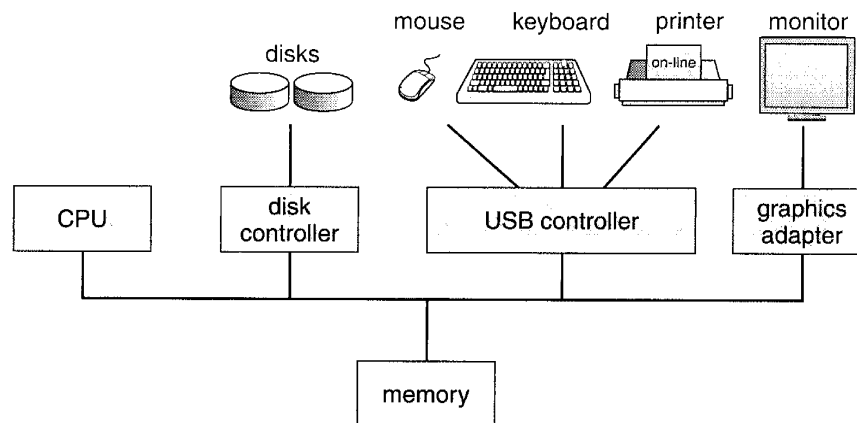 mouse
keyboard
printer
monitor
disks
on-line
CPU
disk
controller
USB controller
graphics
adapter
memory